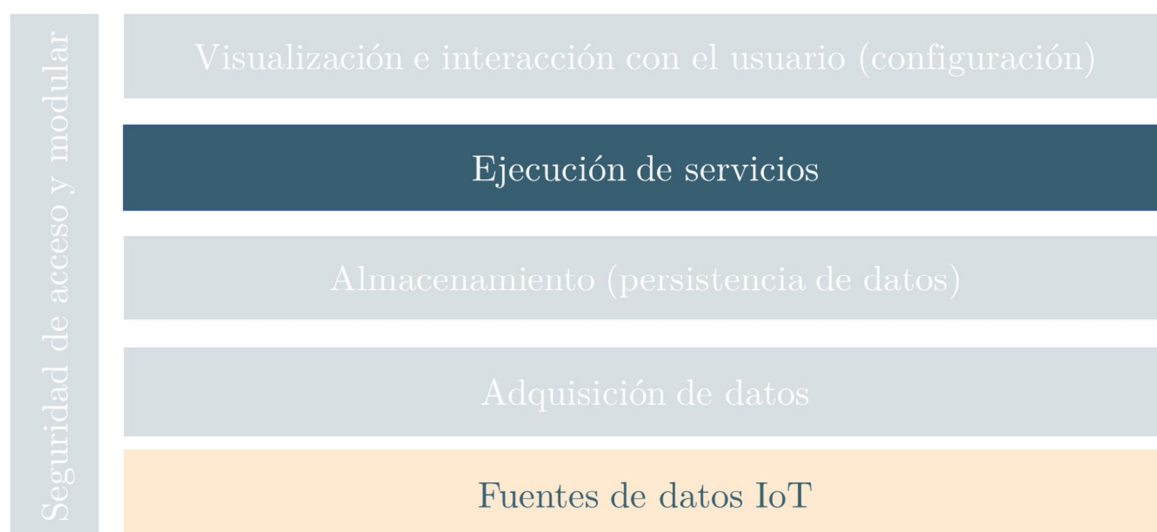 Seguridad de acceso y modular
Visualización e interacción con el usuario (configuración)
Ejecución de servicios
Almacenamiento (persistencia de datos)
Adquisición de datos
Fuentes de datos IoT